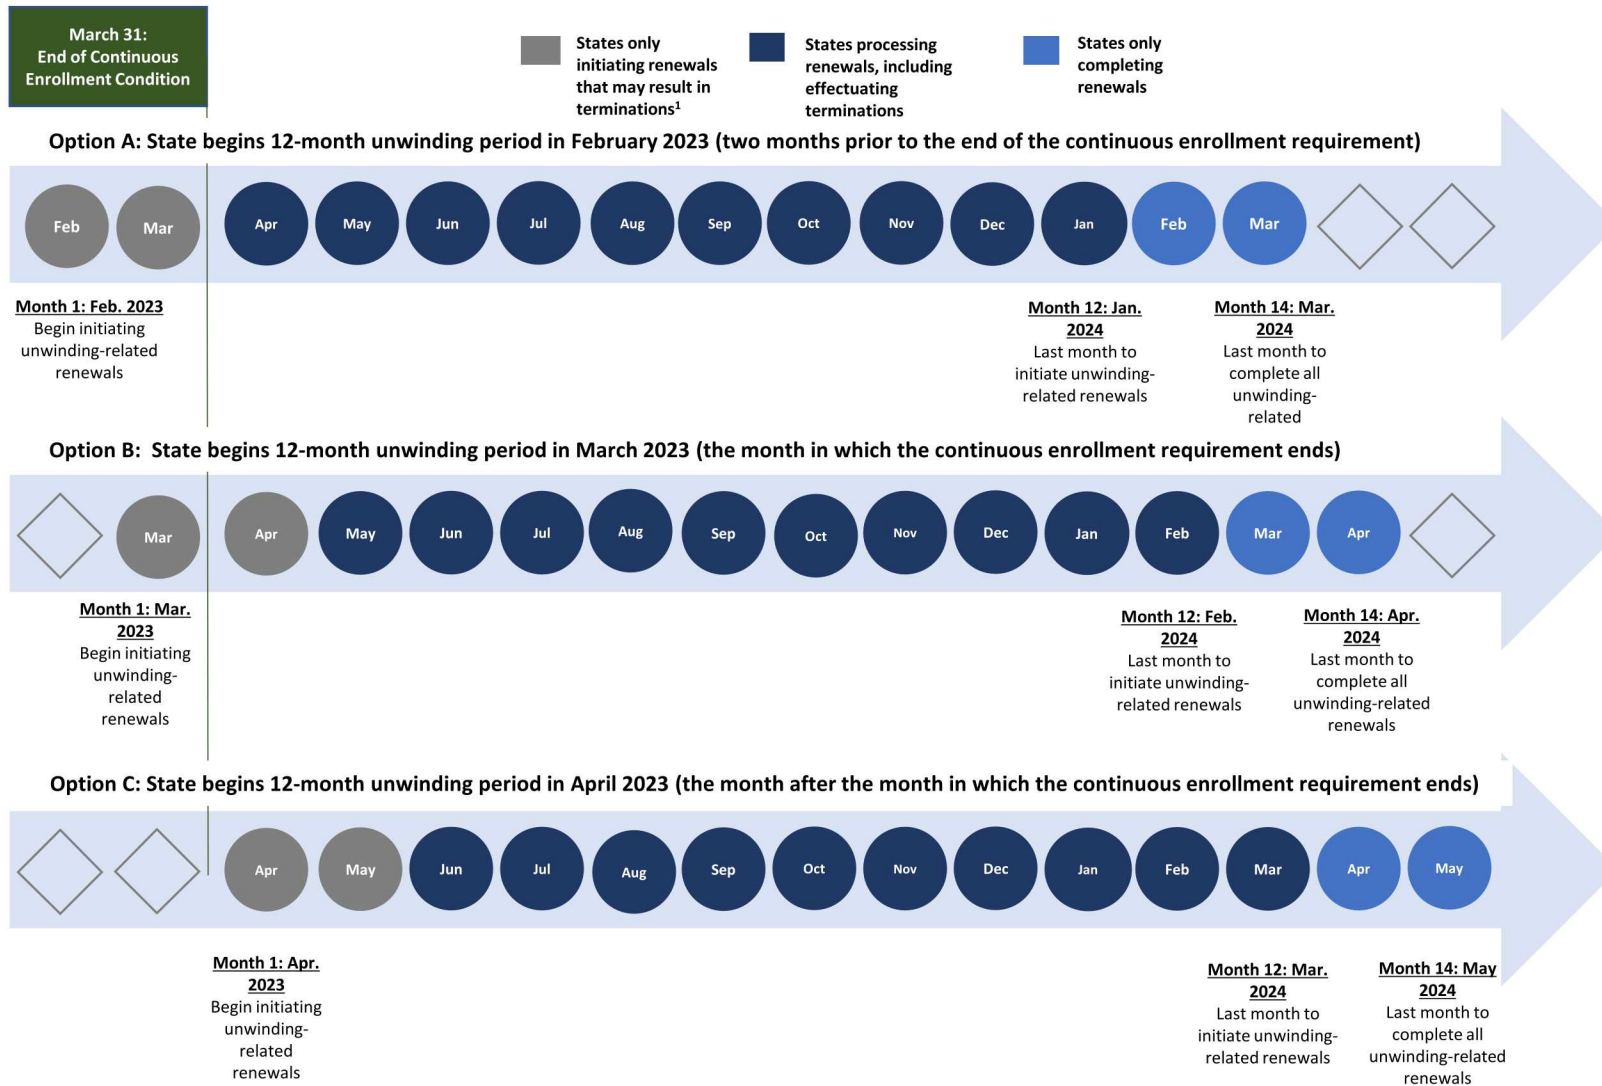 March 31:
End of Continuous
Enrollment Condition
States only
initiating renewals
that may result in
terminations¹
States processing
renewals, including
effectuating
terminations
States only
completing
renewals
Option A: State begins 12-month unwinding period in February 2023 (two months prior to the end of the continuous enrollment requirement)
Feb Mar Apr May Jun Jul Aug Sep Oct Nov Dec Jan Feb Mar
Month 1: Feb. 2023
Begin initiating
unwinding-related
renewals
Month 12: Jan.
2024
Last month to
initiate unwinding-
related renewals
Month 14: Mar.
2024
Last month to
complete all
unwinding-
related
Option B:  State begins 12-month unwinding period in March 2023 (the month in which the continuous enrollment requirement ends)
Mar Apr May Jun Jul Aug Sep Oct Nov Dec Jan Feb Mar Apr
Month 1: Mar.
2023
Begin initiating
unwinding-
related
renewals
Month 12: Feb.
2024
Last month to
initiate unwinding-
related renewals
Month 14: Apr.
2024
Last month to
complete all
unwinding-related
renewals
Option C: State begins 12-month unwinding period in April 2023 (the month after the month in which the continuous enrollment requirement ends)
Apr May Jun Jul Aug Sep Oct Nov Dec Jan Feb Mar Apr May
Month 1: Apr.
2023
Begin initiating
unwinding-
related
renewals
Month 12: Mar.
2024
Last month to
initiate unwinding-
related renewals
Month 14: May
2024
Last month to
complete all
unwinding-related
renewals